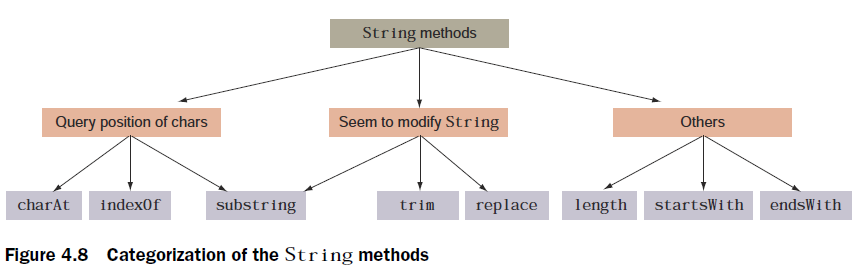 String methods
Query position of chars
Seem to modify String
Others
charAt
indexOf
substring
trim
replace
length
startsWith
endsWith
Figure 4.8 Categorization of the String methods